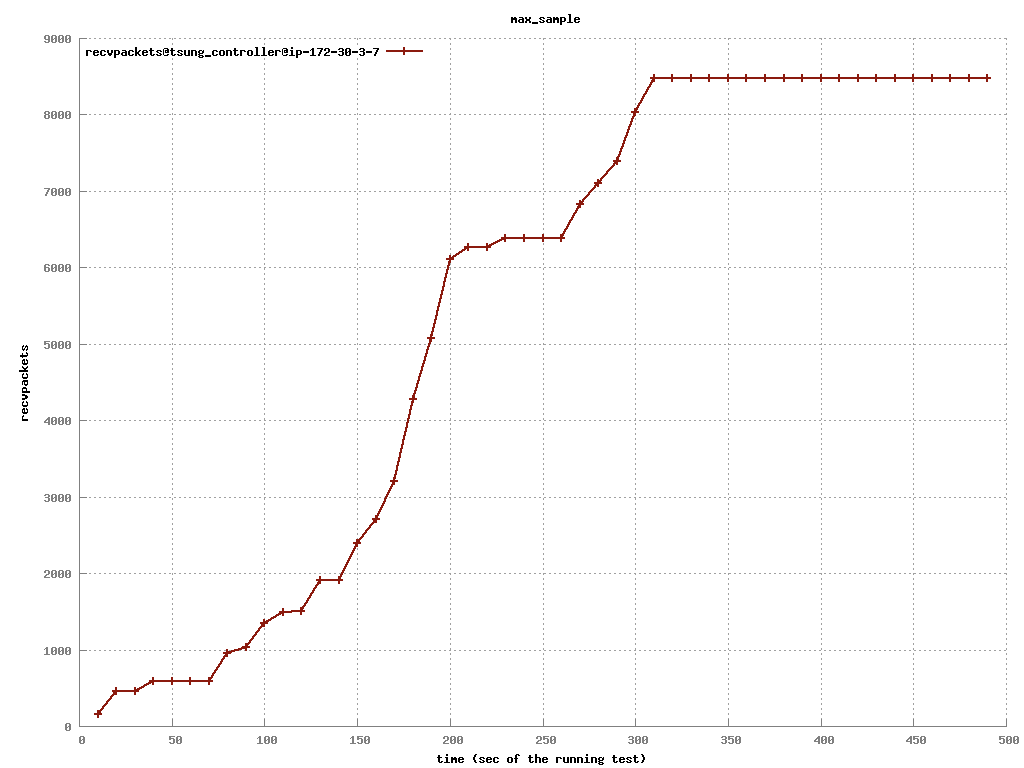 max_sample
recvpackets@tsung_controller@ip-172-30-3-7
9000
8000
7000
6000
5000
4000
3000
2000
1000
0
recvpackets
0 50 100 150 200 250 300 350 400 450 500
time (sec of the running test)